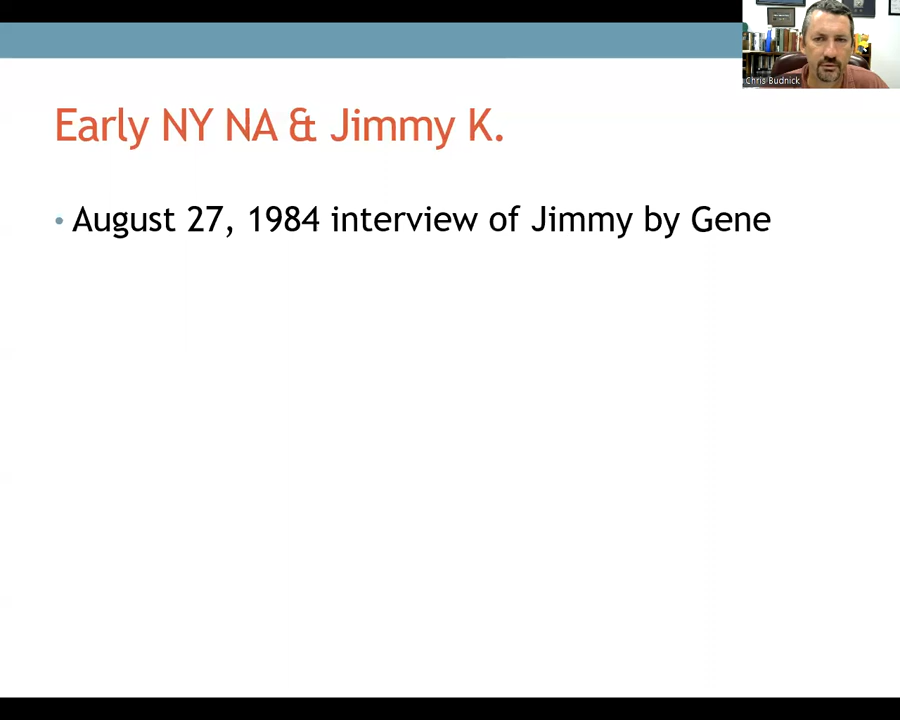 Chris Budnick
Early NY NA & Jimmy K.
• August 27, 1984 interview of Jimmy by Gene